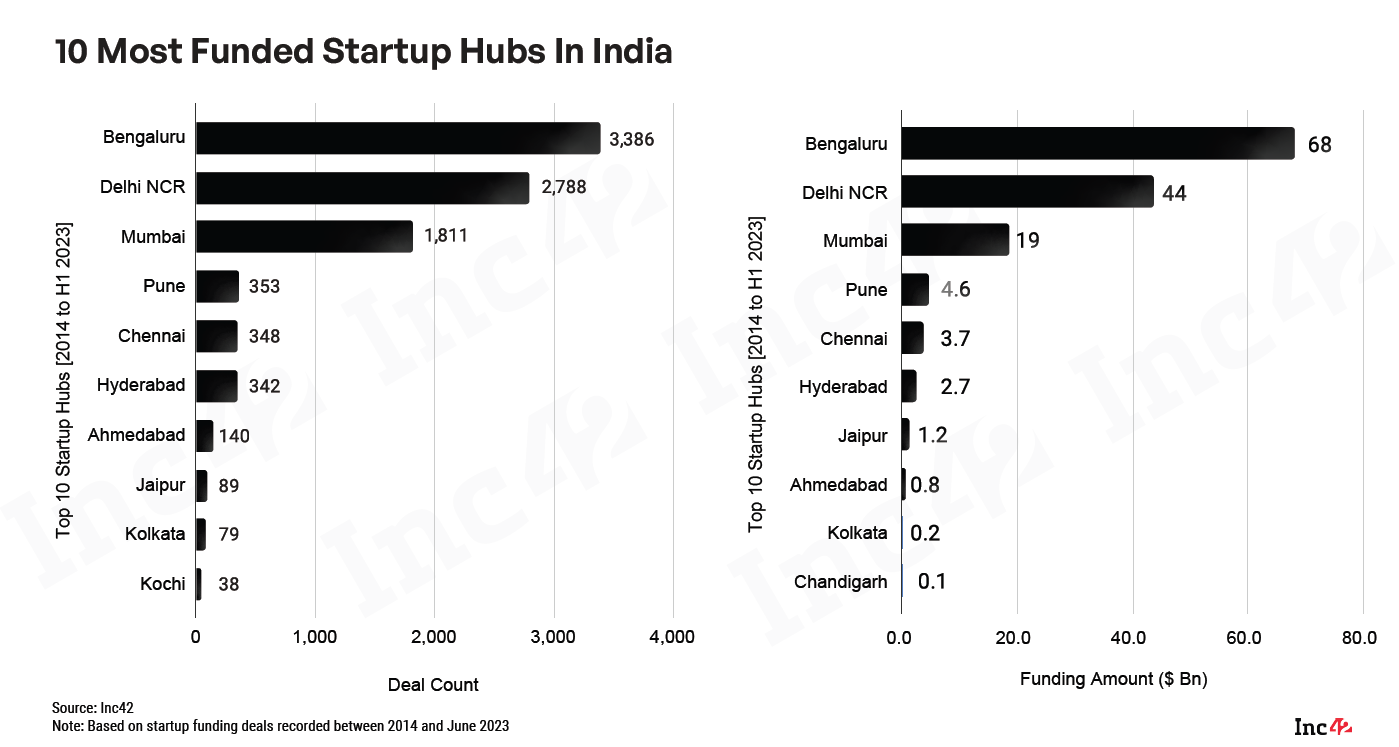 10 Most Funded Startup Hubs In India
Top 10 Startup Hubs [2014 to H1 2023]
Bengaluru 3,386
Delhi NCR 2,788
Mumbai 1,811
Pune 353
Chennai 348
Hyderabad 342
Ahmedabad 140
Jaipur 89
Kolkata 79
Kochi 38
0 1,000 2,000 3,000 4,000
Deal Count
Top 10 Startup Hubs [2014 to H1 2023]
Bengaluru 68
Delhi NCR 44
Mumbai 19
Pune 4.6
Chennai 3.7
Hyderabad 2.7
Jaipur 1.2
Ahmedabad 0.8
Kolkata 0.2
Chandigarh 0.1
0.0 20.0 40.0 60.0 80.0
Funding Amount ($ Bn)
Inc42
Inc42
Inc42
Inc42
Inc42
Inc42
Source: Inc42
Note: Based on startup funding deals recorded between 2014 and June 2023
Inc42